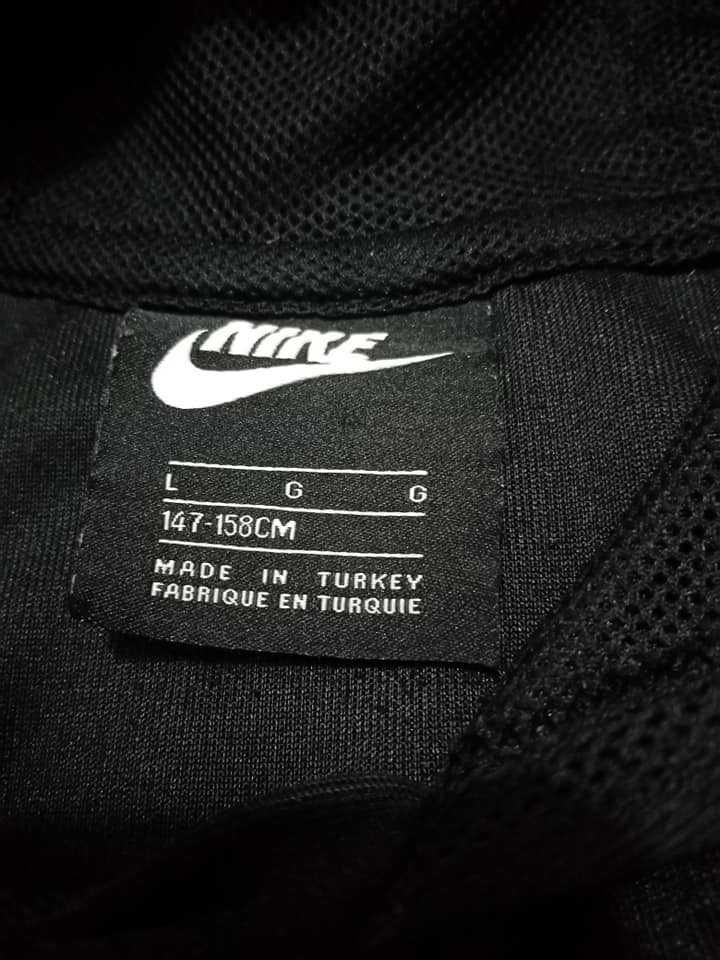 NIKE
L G G
147-158CM
MADE IN TURKEY
FABRIQUE EN TURQUIE